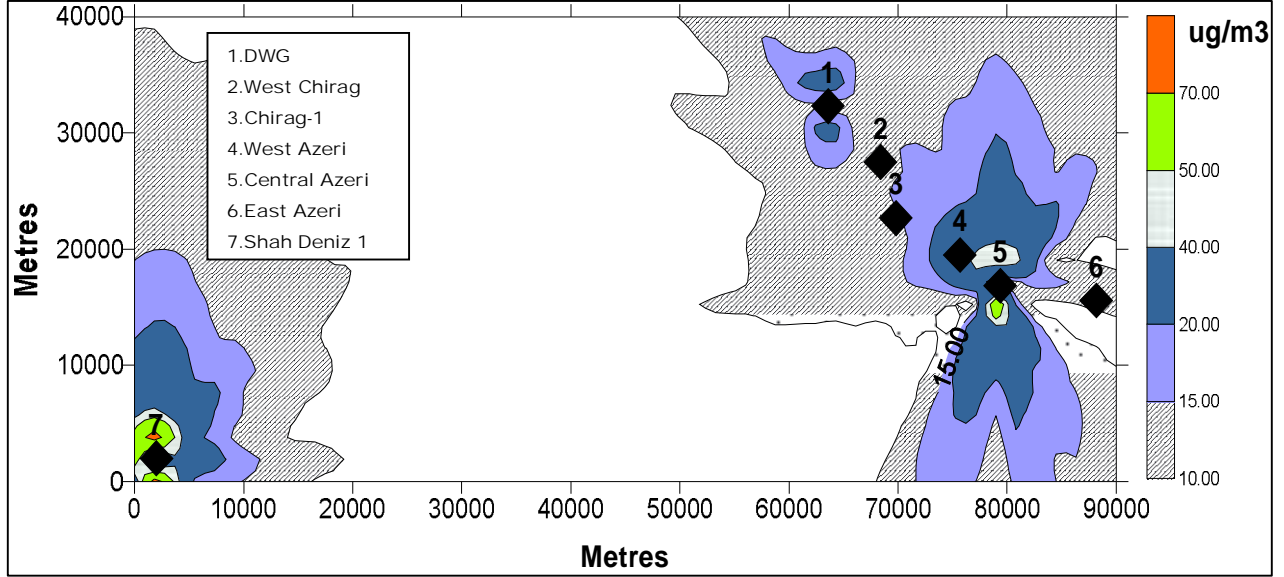 40000
30000
20000
10000
0
Metres
1.DWG
2.West Chirag
3.Chirag-1
4.West Azeri
5.Central Azeri
6.East Azeri
7.Shah Deniz 1
1
2
3
4
5
6
7
15.00
0 10000 20000 30000 40000 50000 60000 70000 80000 90000
Metres
ug/m3
70.00
50.00
40.00
20.00
15.00
10.00